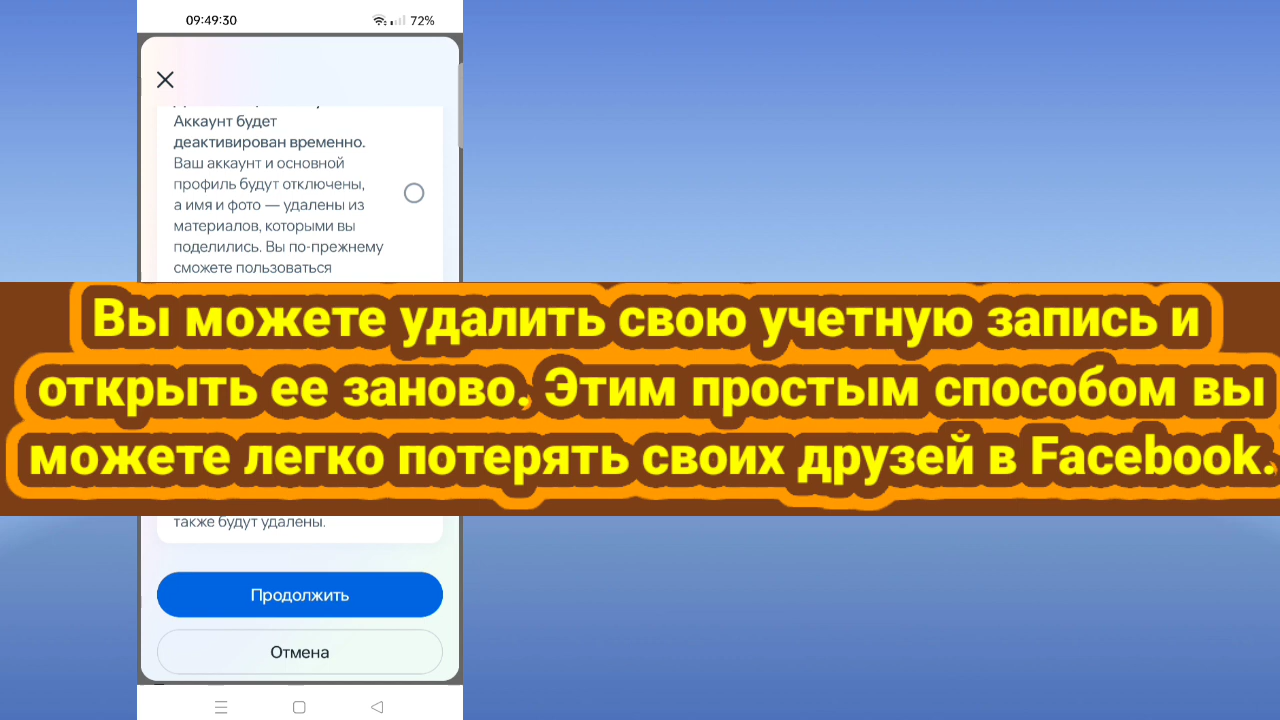 09:49:30
72%
Аккаунт будет
деактивирован временно.
Ваш аккаунт и основной
профиль будут отключены,
а имя и фото — удалены из
материалов, которыми вы
поделились. Вы по-прежнему
сможете пользоваться
Вы можете удалить свою учетную запись и
открыть ее заново. Этим простым способом вы
можете легко потерять своих друзей в Facebook.
также будут удалены.
Продолжить
Отмена